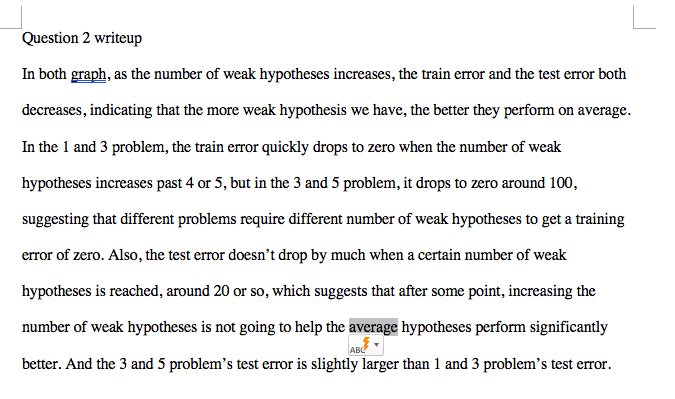 Question 2 writeup
In both graph, as the number of weak hypotheses increases, the train error and the test error both
decreases, indicating that the more weak hypothesis we have, the better they perform on average.
In the 1 and 3 problem, the train error quickly drops to zero when the number of weak
hypotheses increases past 4 or 5, but in the 3 and 5 problem, it drops to zero around 100,
suggesting that different problems require different number of weak hypotheses to get a training
error of zero. Also, the test error doesn’t drop by much when a certain number of weak
hypotheses is reached, around 20 or so, which suggests that after some point, increasing the
number of weak hypotheses is not going to help the average hypotheses perform significantly
ABC
better. And the 3 and 5 problem’s test error is slightly larger than 1 and 3 problem’s test error.